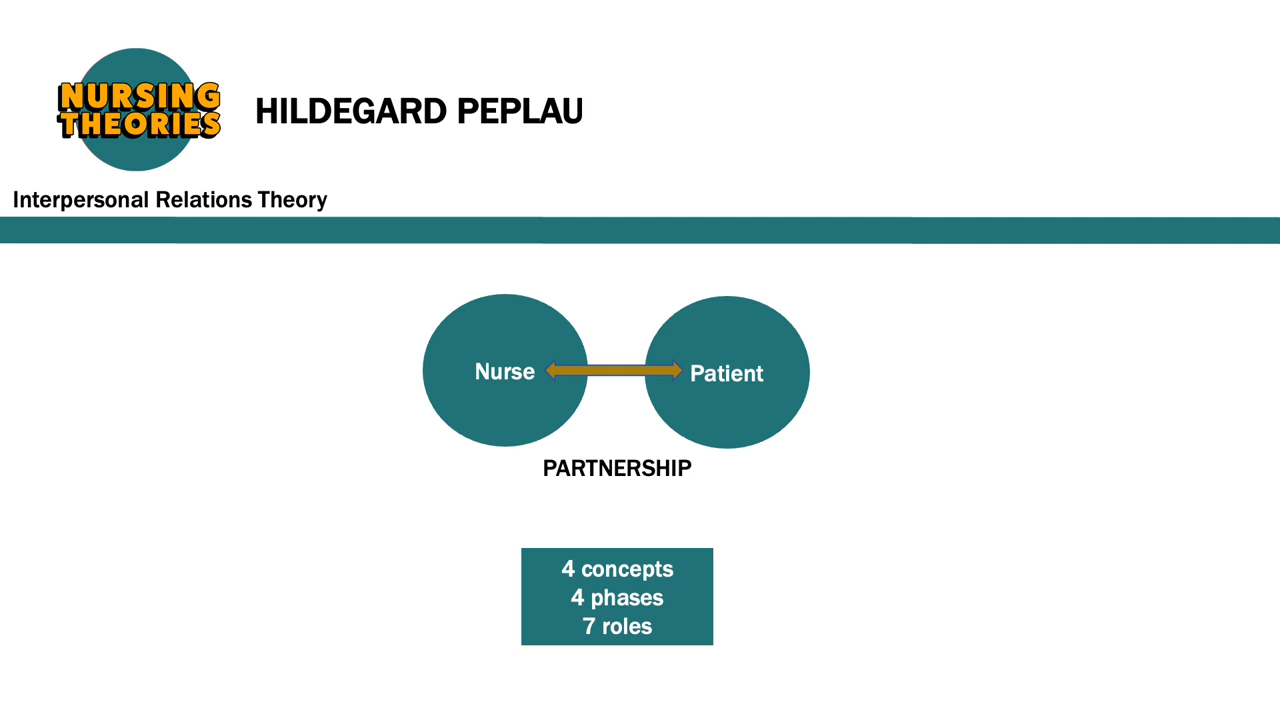 NURSING
THEORIES
HILDEGARD PEPLAU
Interpersonal Relations Theory
Nurse
Patient
PARTNERSHIP
4 concepts
4 phases
7 roles